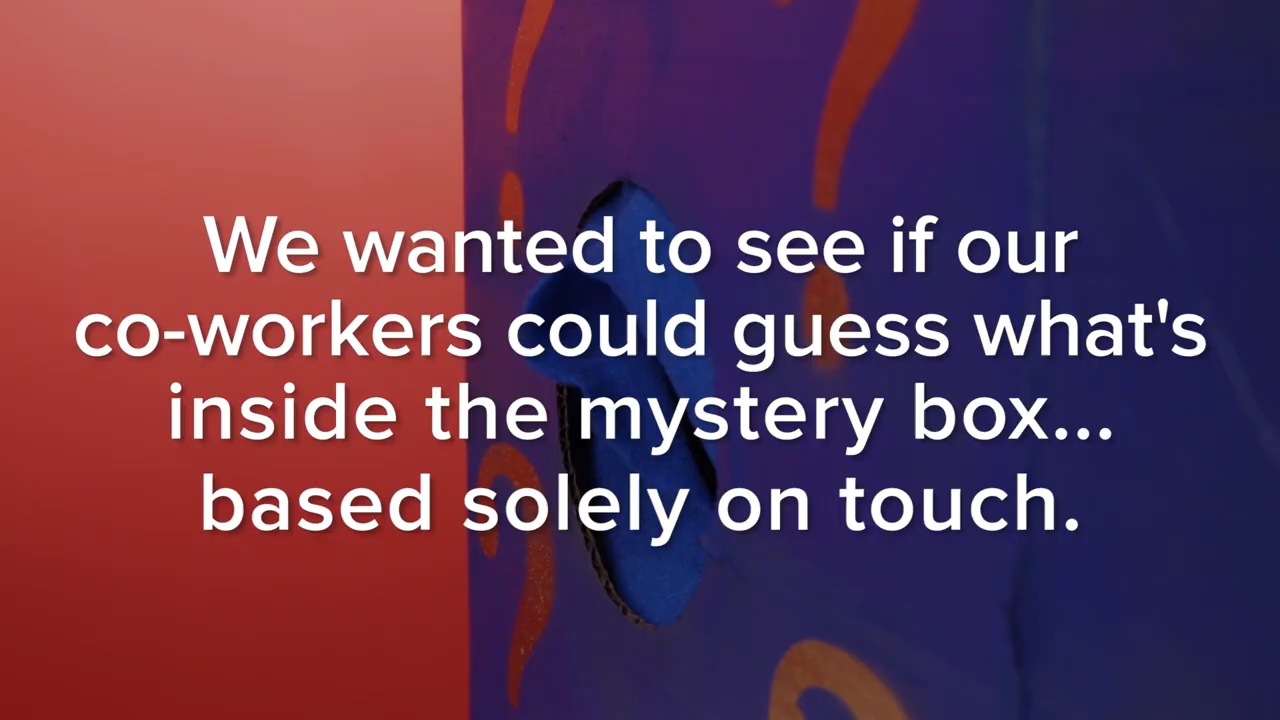 We wanted to see if our
co-workers could guess what's
inside the mystery box...
based solely on touch.